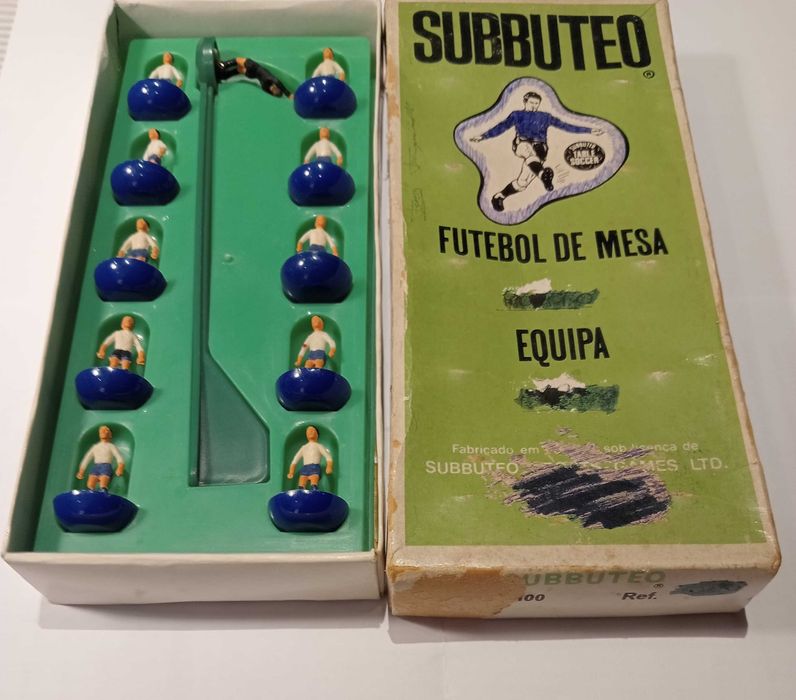 SUBBUTEO ®
SUBBUTEO
TABLE
SOCCER
FUTEBOL DE MESA
EQUIPA
Fabricado em sob licença de
SUBBUTEO GAMES LTD.
SUBBUTEO ®
Ref.